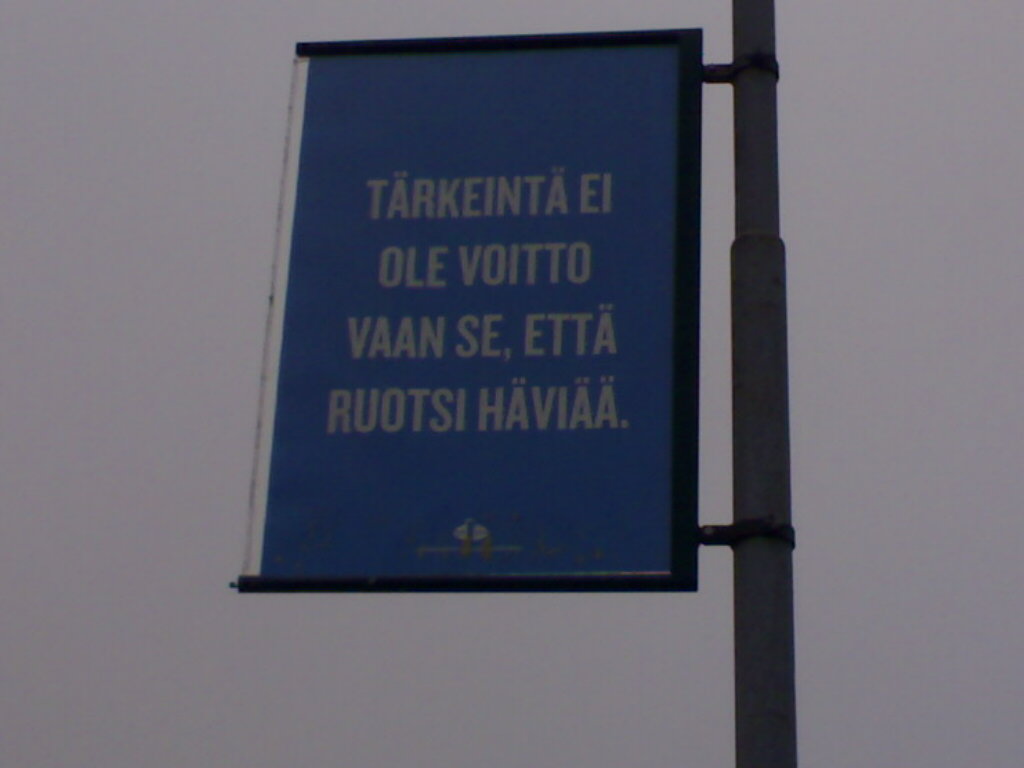 TÄRKEINTÄ EI
OLE VOITTO
VAAN SE, ETTÄ
RUOTSI HÄVIÄÄ.